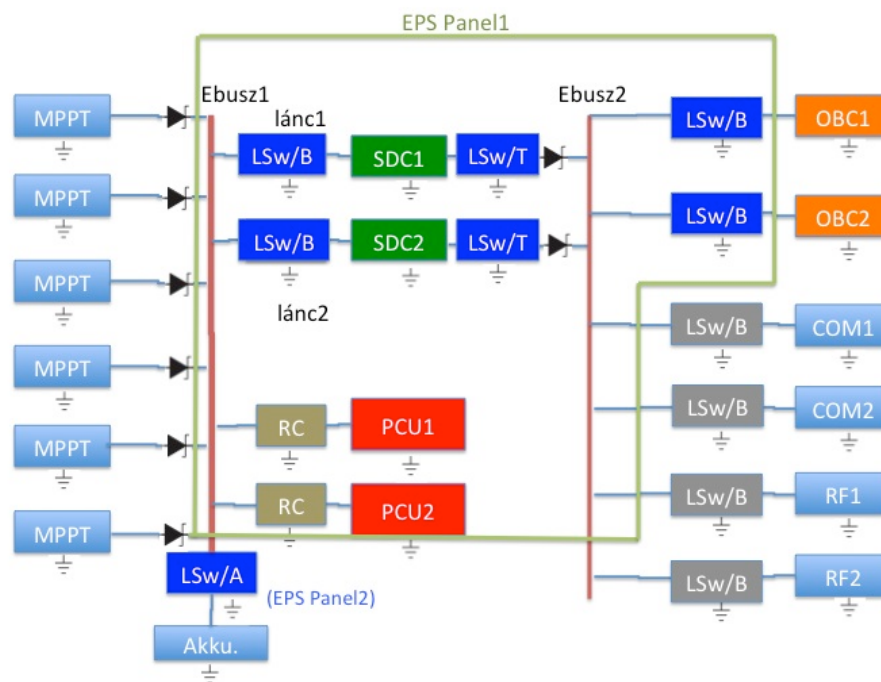 EPS Panel1
Ebusz1
Ebusz2
lánc1
MPPT
LSw/B
SDC1
LSw/T
LSw/B
OBC1
MPPT
LSw/B
SDC2
LSw/T
LSw/B
OBC2
MPPT
lánc2
LSw/B
COM1
MPPT
LSw/B
COM2
MPPT
RC
PCU1
LSw/B
RF1
MPPT
RC
PCU2
LSw/A
(EPS Panel2)
LSw/B
RF2
Akku.